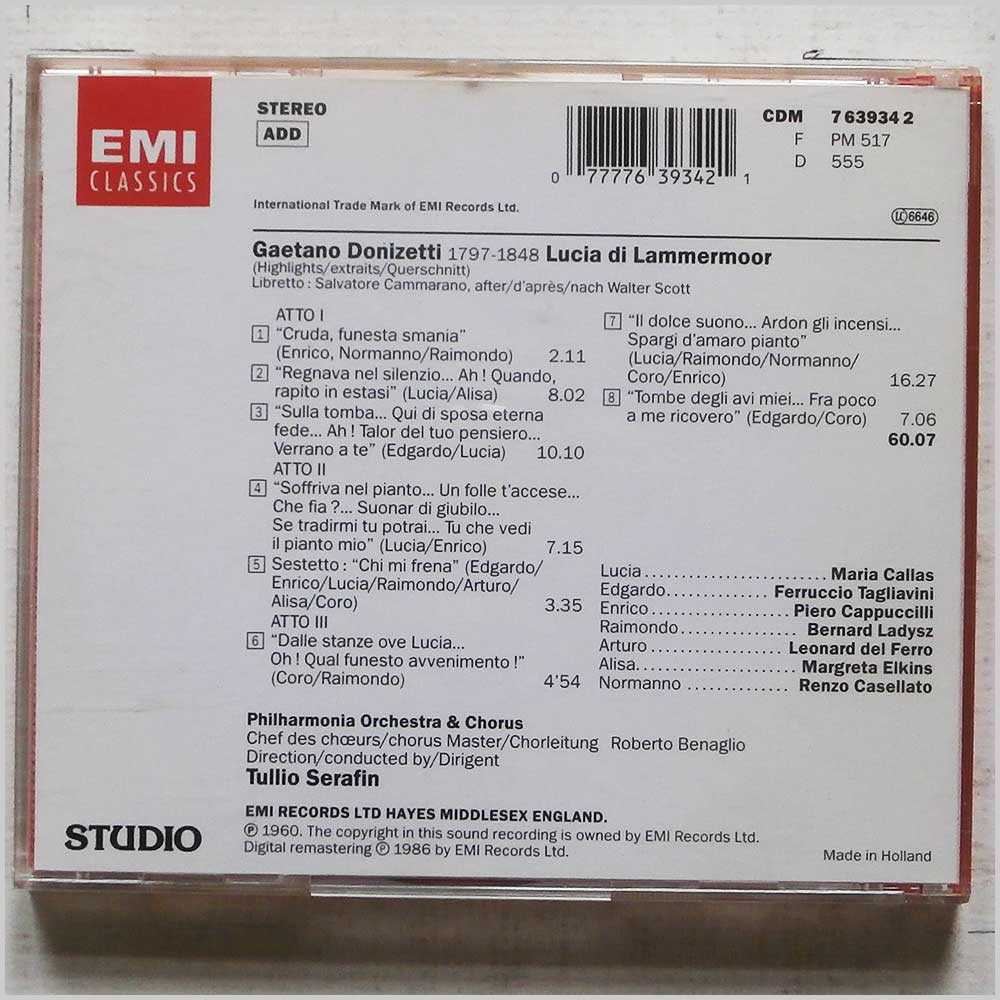 EMI
CLASSICS
STEREO
ADD
International Trade Mark of EMI Records Ltd.
0 77776 39342 1
CDM 7 63934 2
F PM 517
D 555
LC 6646
Gaetano Donizetti 1797-1848 Lucia di Lammermoor
(Highlights/extraits/Querschnitt)
Libretto : Salvatore Cammarano, after/d'après/nach Walter Scott
ATTO I
1 "Cruda, funesta smania"
(Enrico, Normanno/Raimondo) 2.11
2 "Regnava nel silenzio... Ah ! Quando,
rapito in estasi" (Lucia/Alisa) 8.02
3 "Sulla tomba... Qui di sposa eterna
fede... Ah ! Talor del tuo pensiero...
Verrano a te" (Edgardo/Lucia) 10.10
ATTO II
4 "Soffriva nel pianto... Un folle t'accese...
Che fia ?... Suonar di giubilo...
Se tradirmi tu potrai... Tu che vedi
il pianto mio" (Lucia/Enrico) 7.15
5 Sestetto : "Chi mi frena" (Edgardo/
Enrico/Lucia/Raimondo/Arturo/
Alisa/Coro) 3.35
ATTO III
6 "Dalle stanze ove Lucia...
Oh ! Qual funesto avvenimento !"
(Coro/Raimondo) 4'54
7 "Il dolce suono... Ardon gli incensi...
Spargi d'amaro pianto"
(Lucia/Raimondo/Normanno/
Coro/Enrico) 16.27
8 "Tombe degli avi miei... Fra poco
a me ricovero" (Edgardo/Coro) 7.06
60.07
Lucia........................ Maria Callas
Edgardo.............. Ferruccio Tagliavini
Enrico.................. Piero Cappuccilli
Raimondo............... Bernard Ladysz
Arturo................. Leonard del Ferro
Alisa..................... Margreta Elkins
Normanno ............. Renzo Casellato
Philharmonia Orchestra & Chorus
Chef des chœurs/chorus Master/Chorleitung Roberto Benaglio
Direction/conducted by/Dirigent
Tullio Serafin
EMI RECORDS LTD HAYES MIDDLESEX ENGLAND.
℗ 1960. The copyright in this sound recording is owned by EMI Records Ltd.
Digital remastering ℗ 1986 by EMI Records Ltd.
STUDIO
Made in Holland